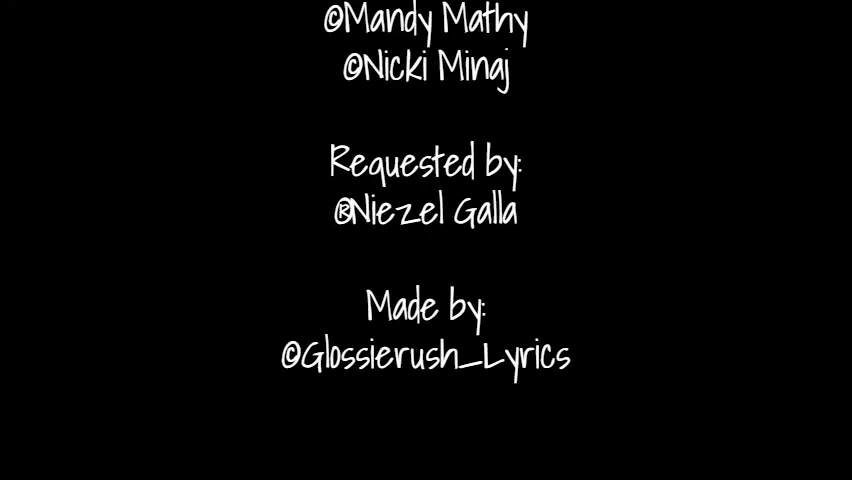 ©Mandy Mathy
©Nicki Minaj
Requested by:
®Niezel Galla
Made by:
©Glossierush_Lyrics